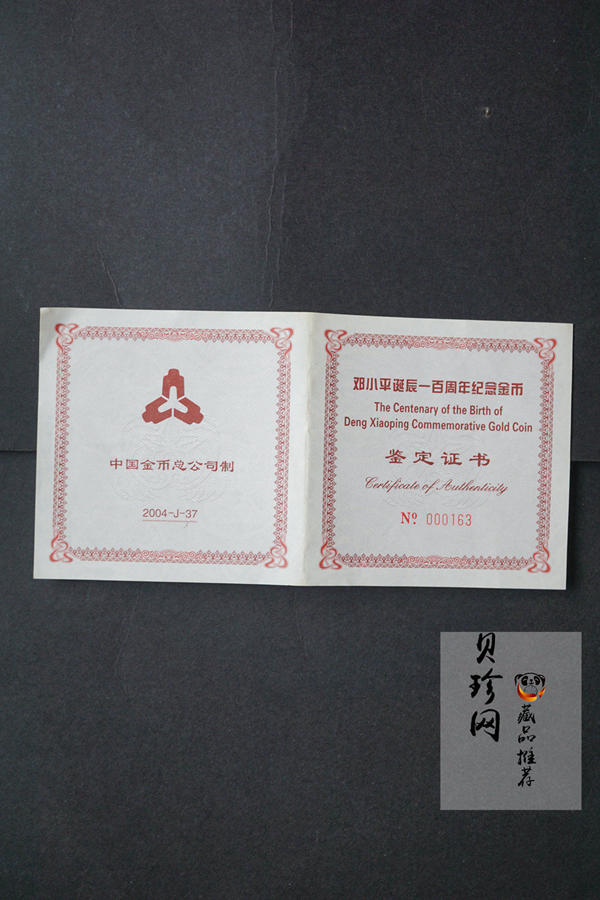 中国金币总公司制
2004-J-37
邓小平诞辰一百周年纪念金币
The Centenary of the Birth of
Deng Xiaoping Commemorative Gold Coin
鉴定证书
Certificate of Authenticity
Nº 000163
贝珍网
藏品推荐